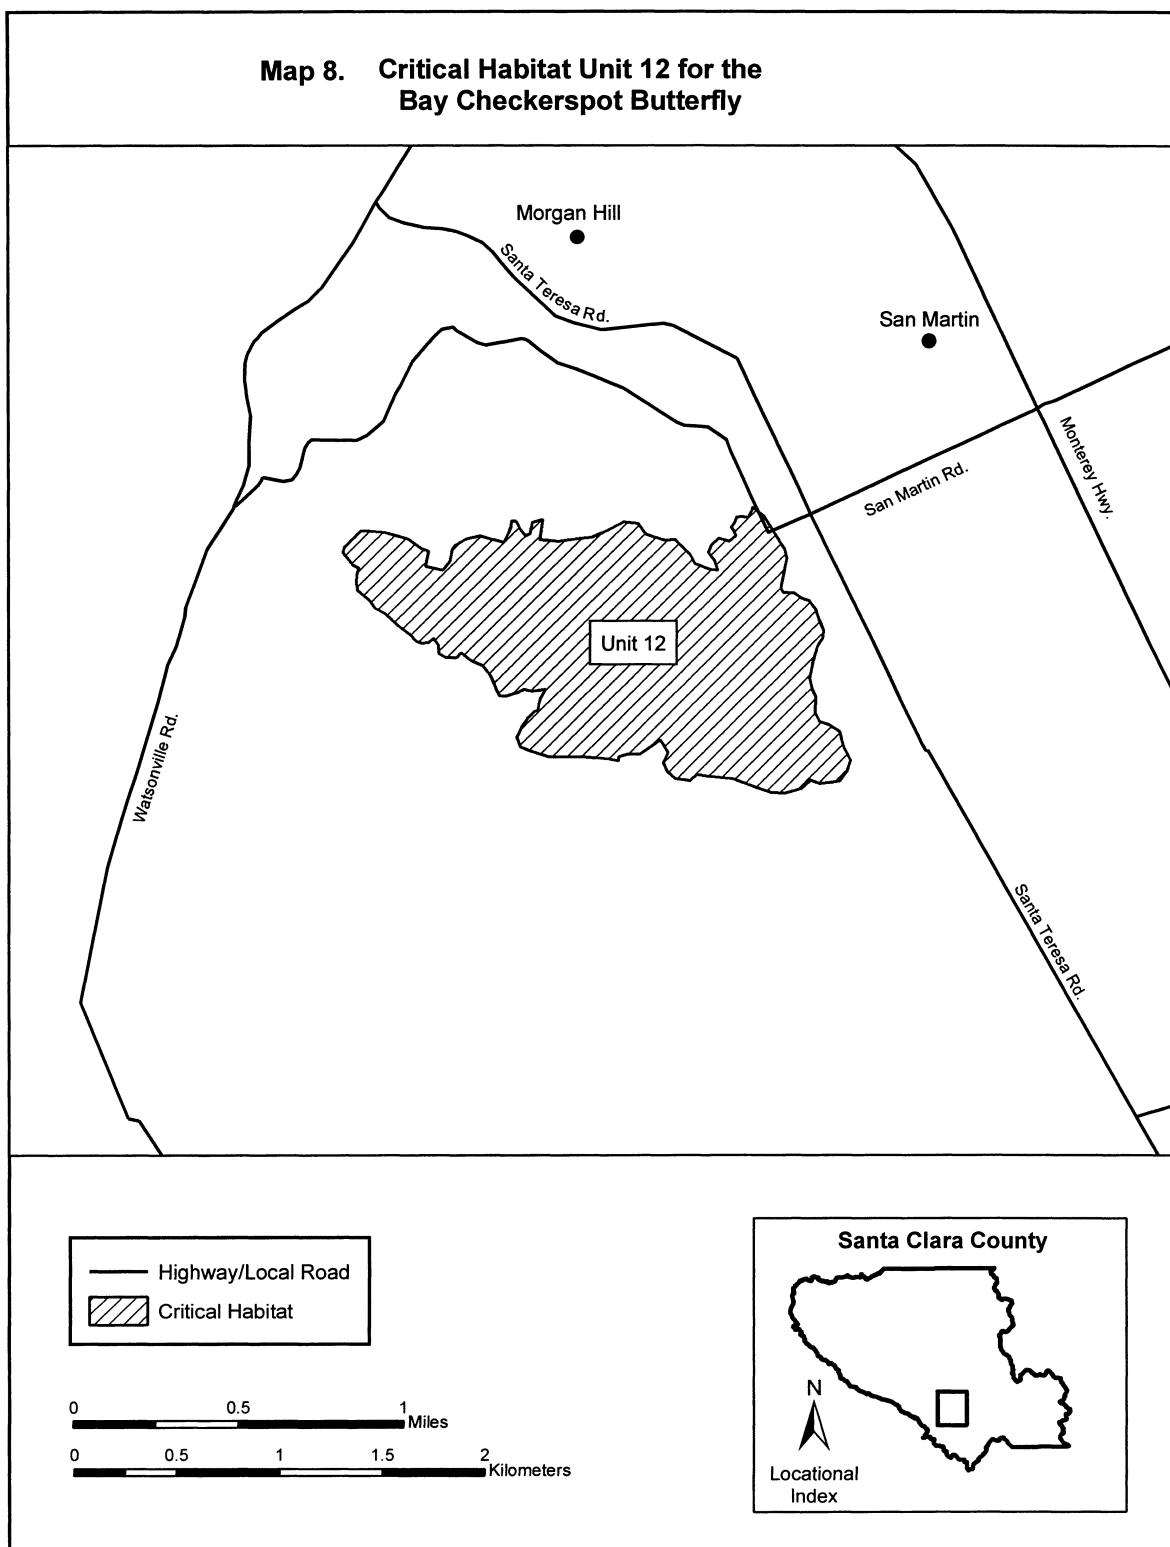 Map 8. Critical Habitat Unit 12 for the
Bay Checkerspot Butterfly
Morgan Hill
Santa Teresa Rd.
San Martin
Monterey Hwy.
San Martin Rd.
Unit 12
Watsonville Rd.
Santa Teresa Rd.
Highway/Local Road
Critical Habitat
0 0.5 1
Miles
0 0.5 1 1.5 2
Kilometers
Santa Clara County
N
Locational
Index